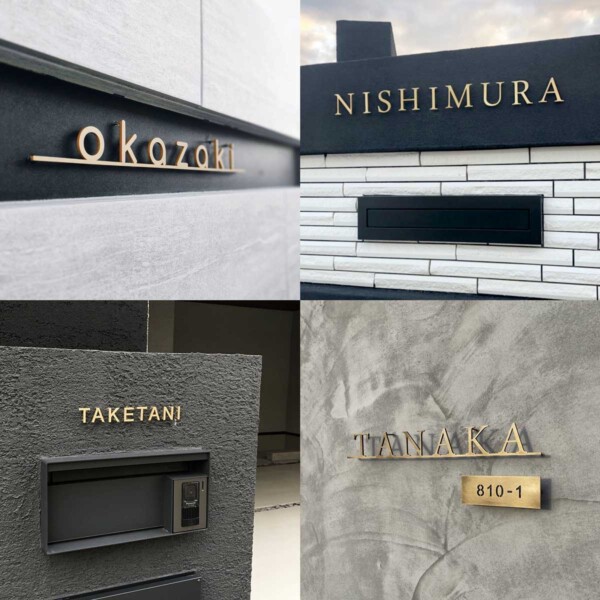 okazaki
NISHIMURA
TAKETANI
TANAKA
810-1